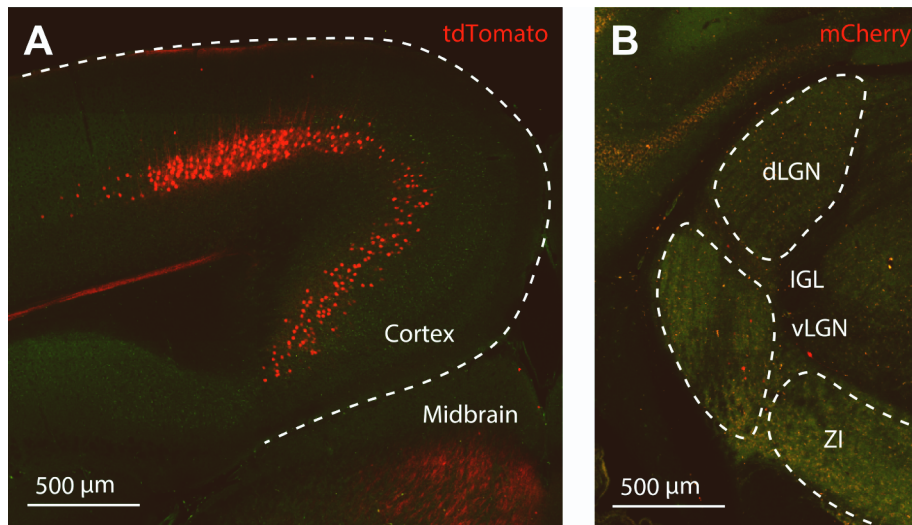 A
tdTomato
Cortex
Midbrain
500 µm
B
mCherry
dLGN
IGL
vLGN
ZI
500 µm